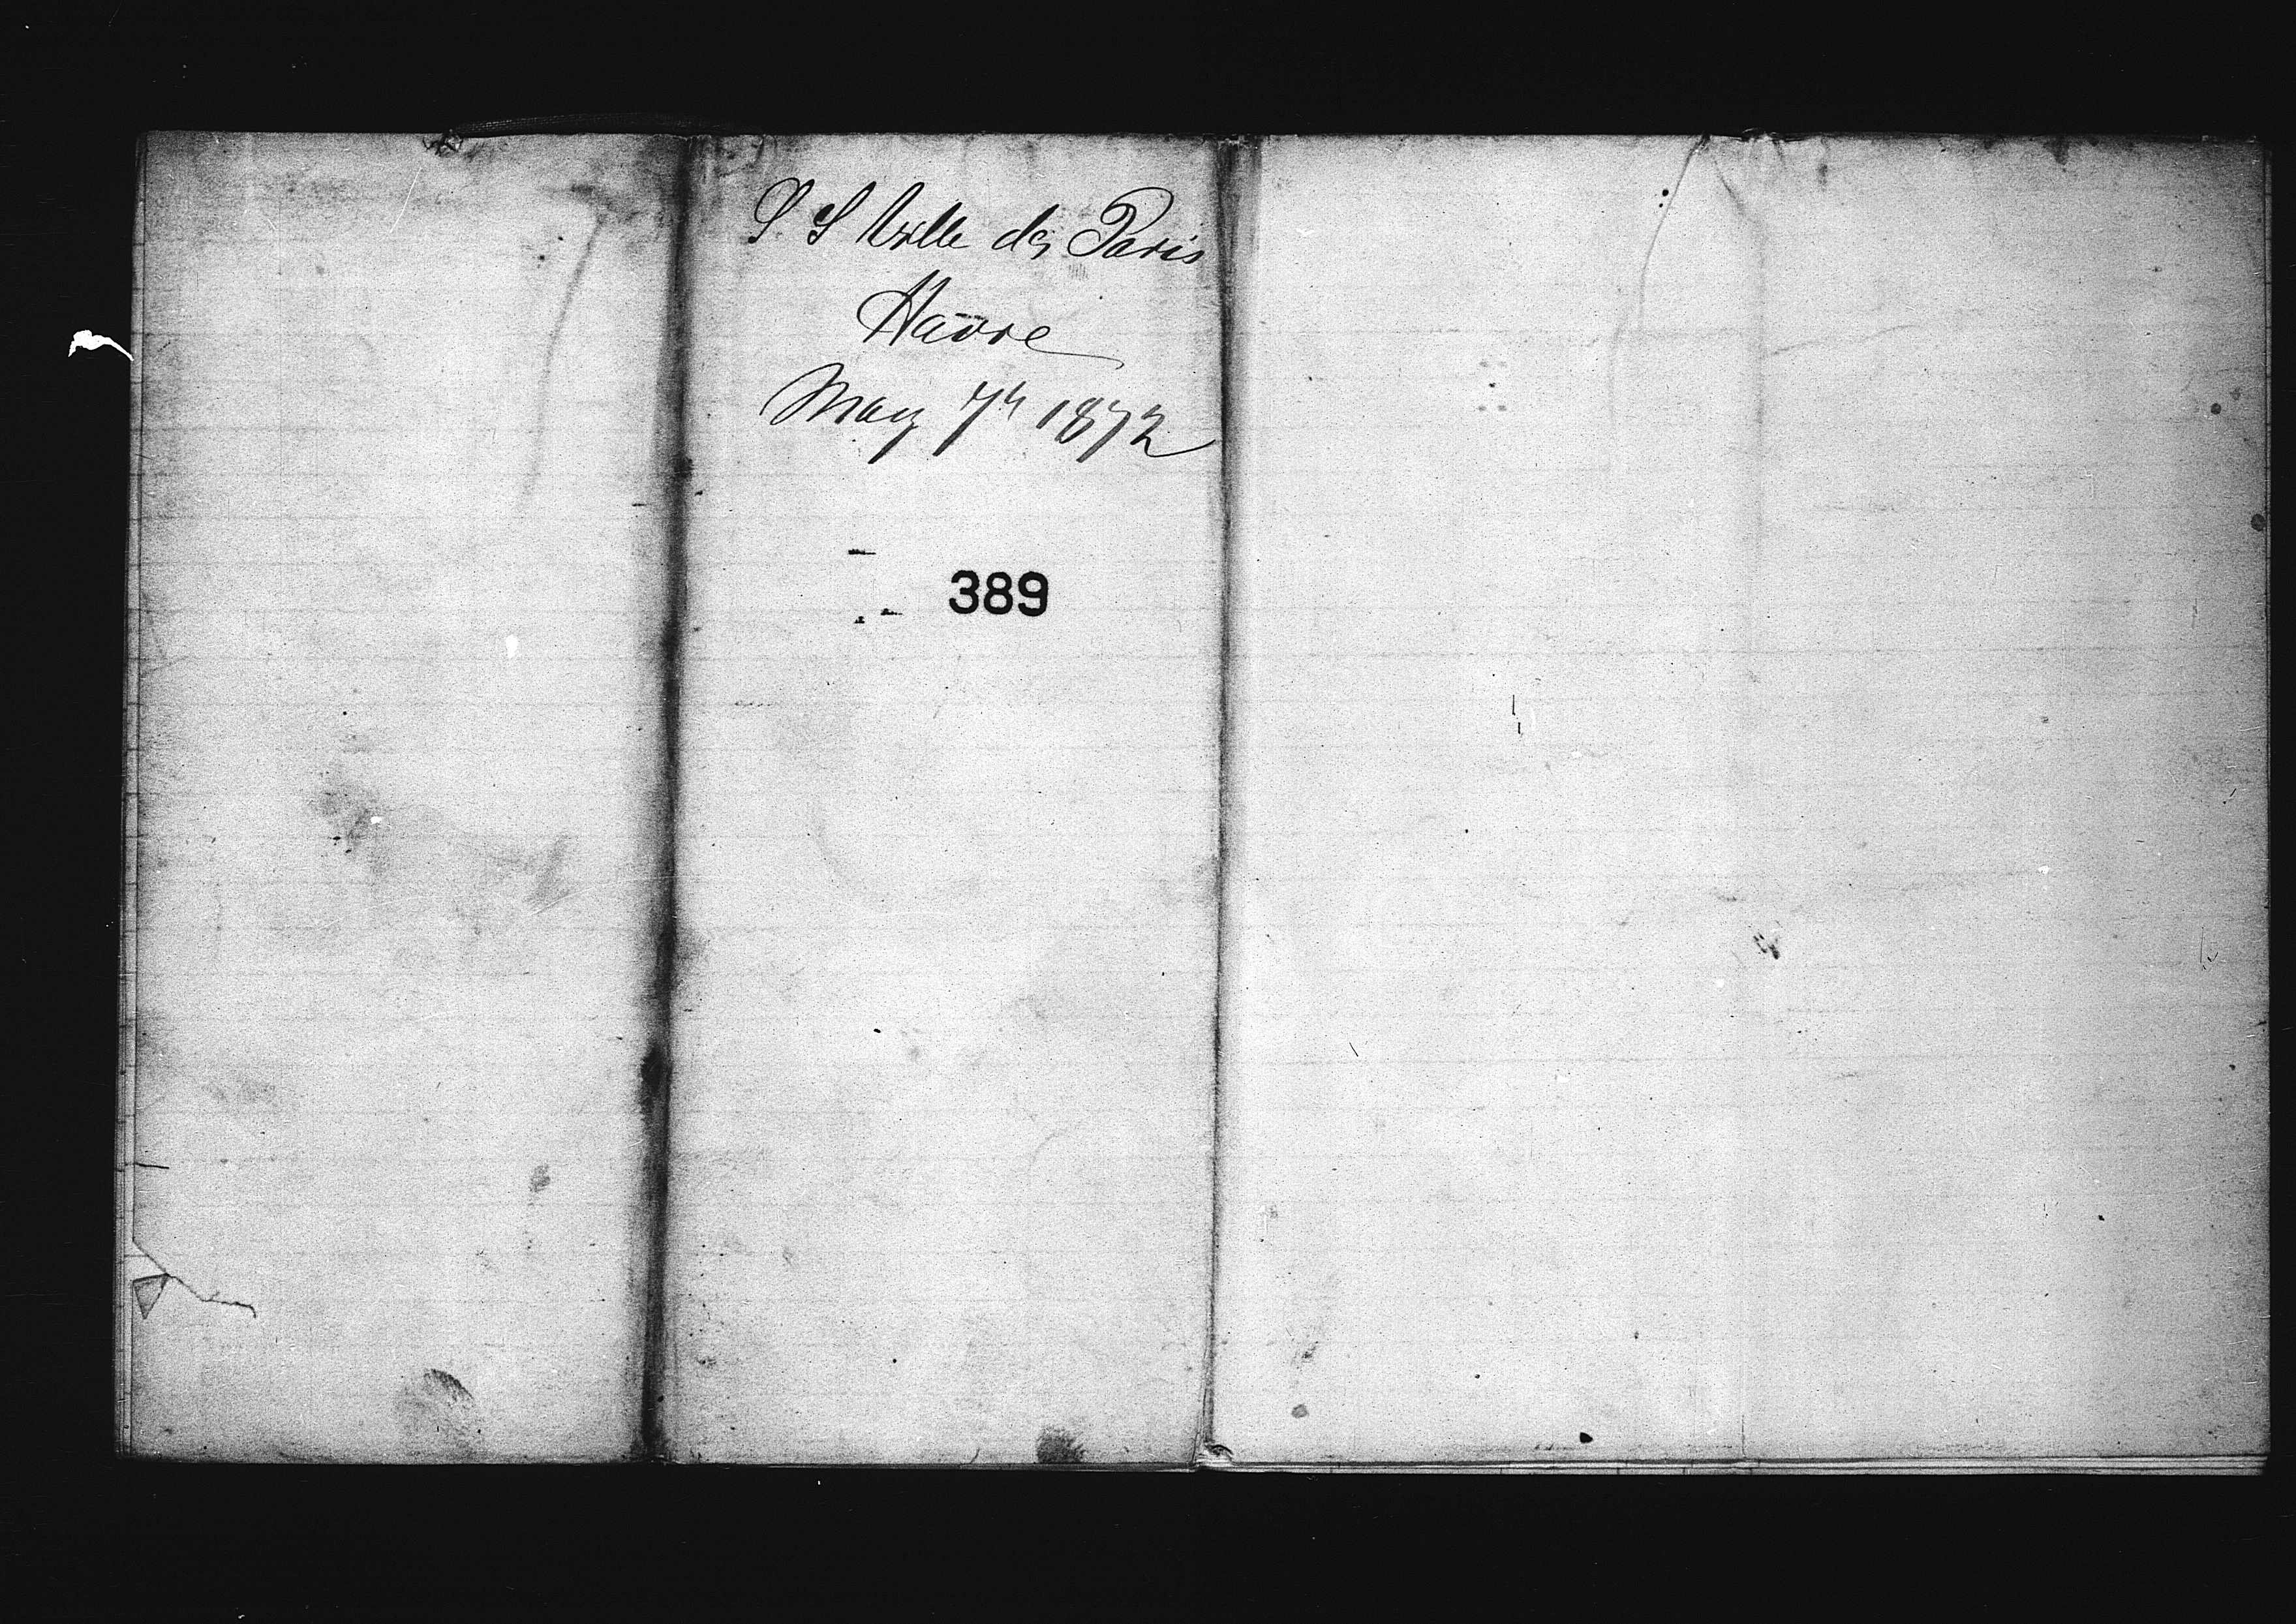 S S Ville de Paris
Havre
May 7th 1872
389